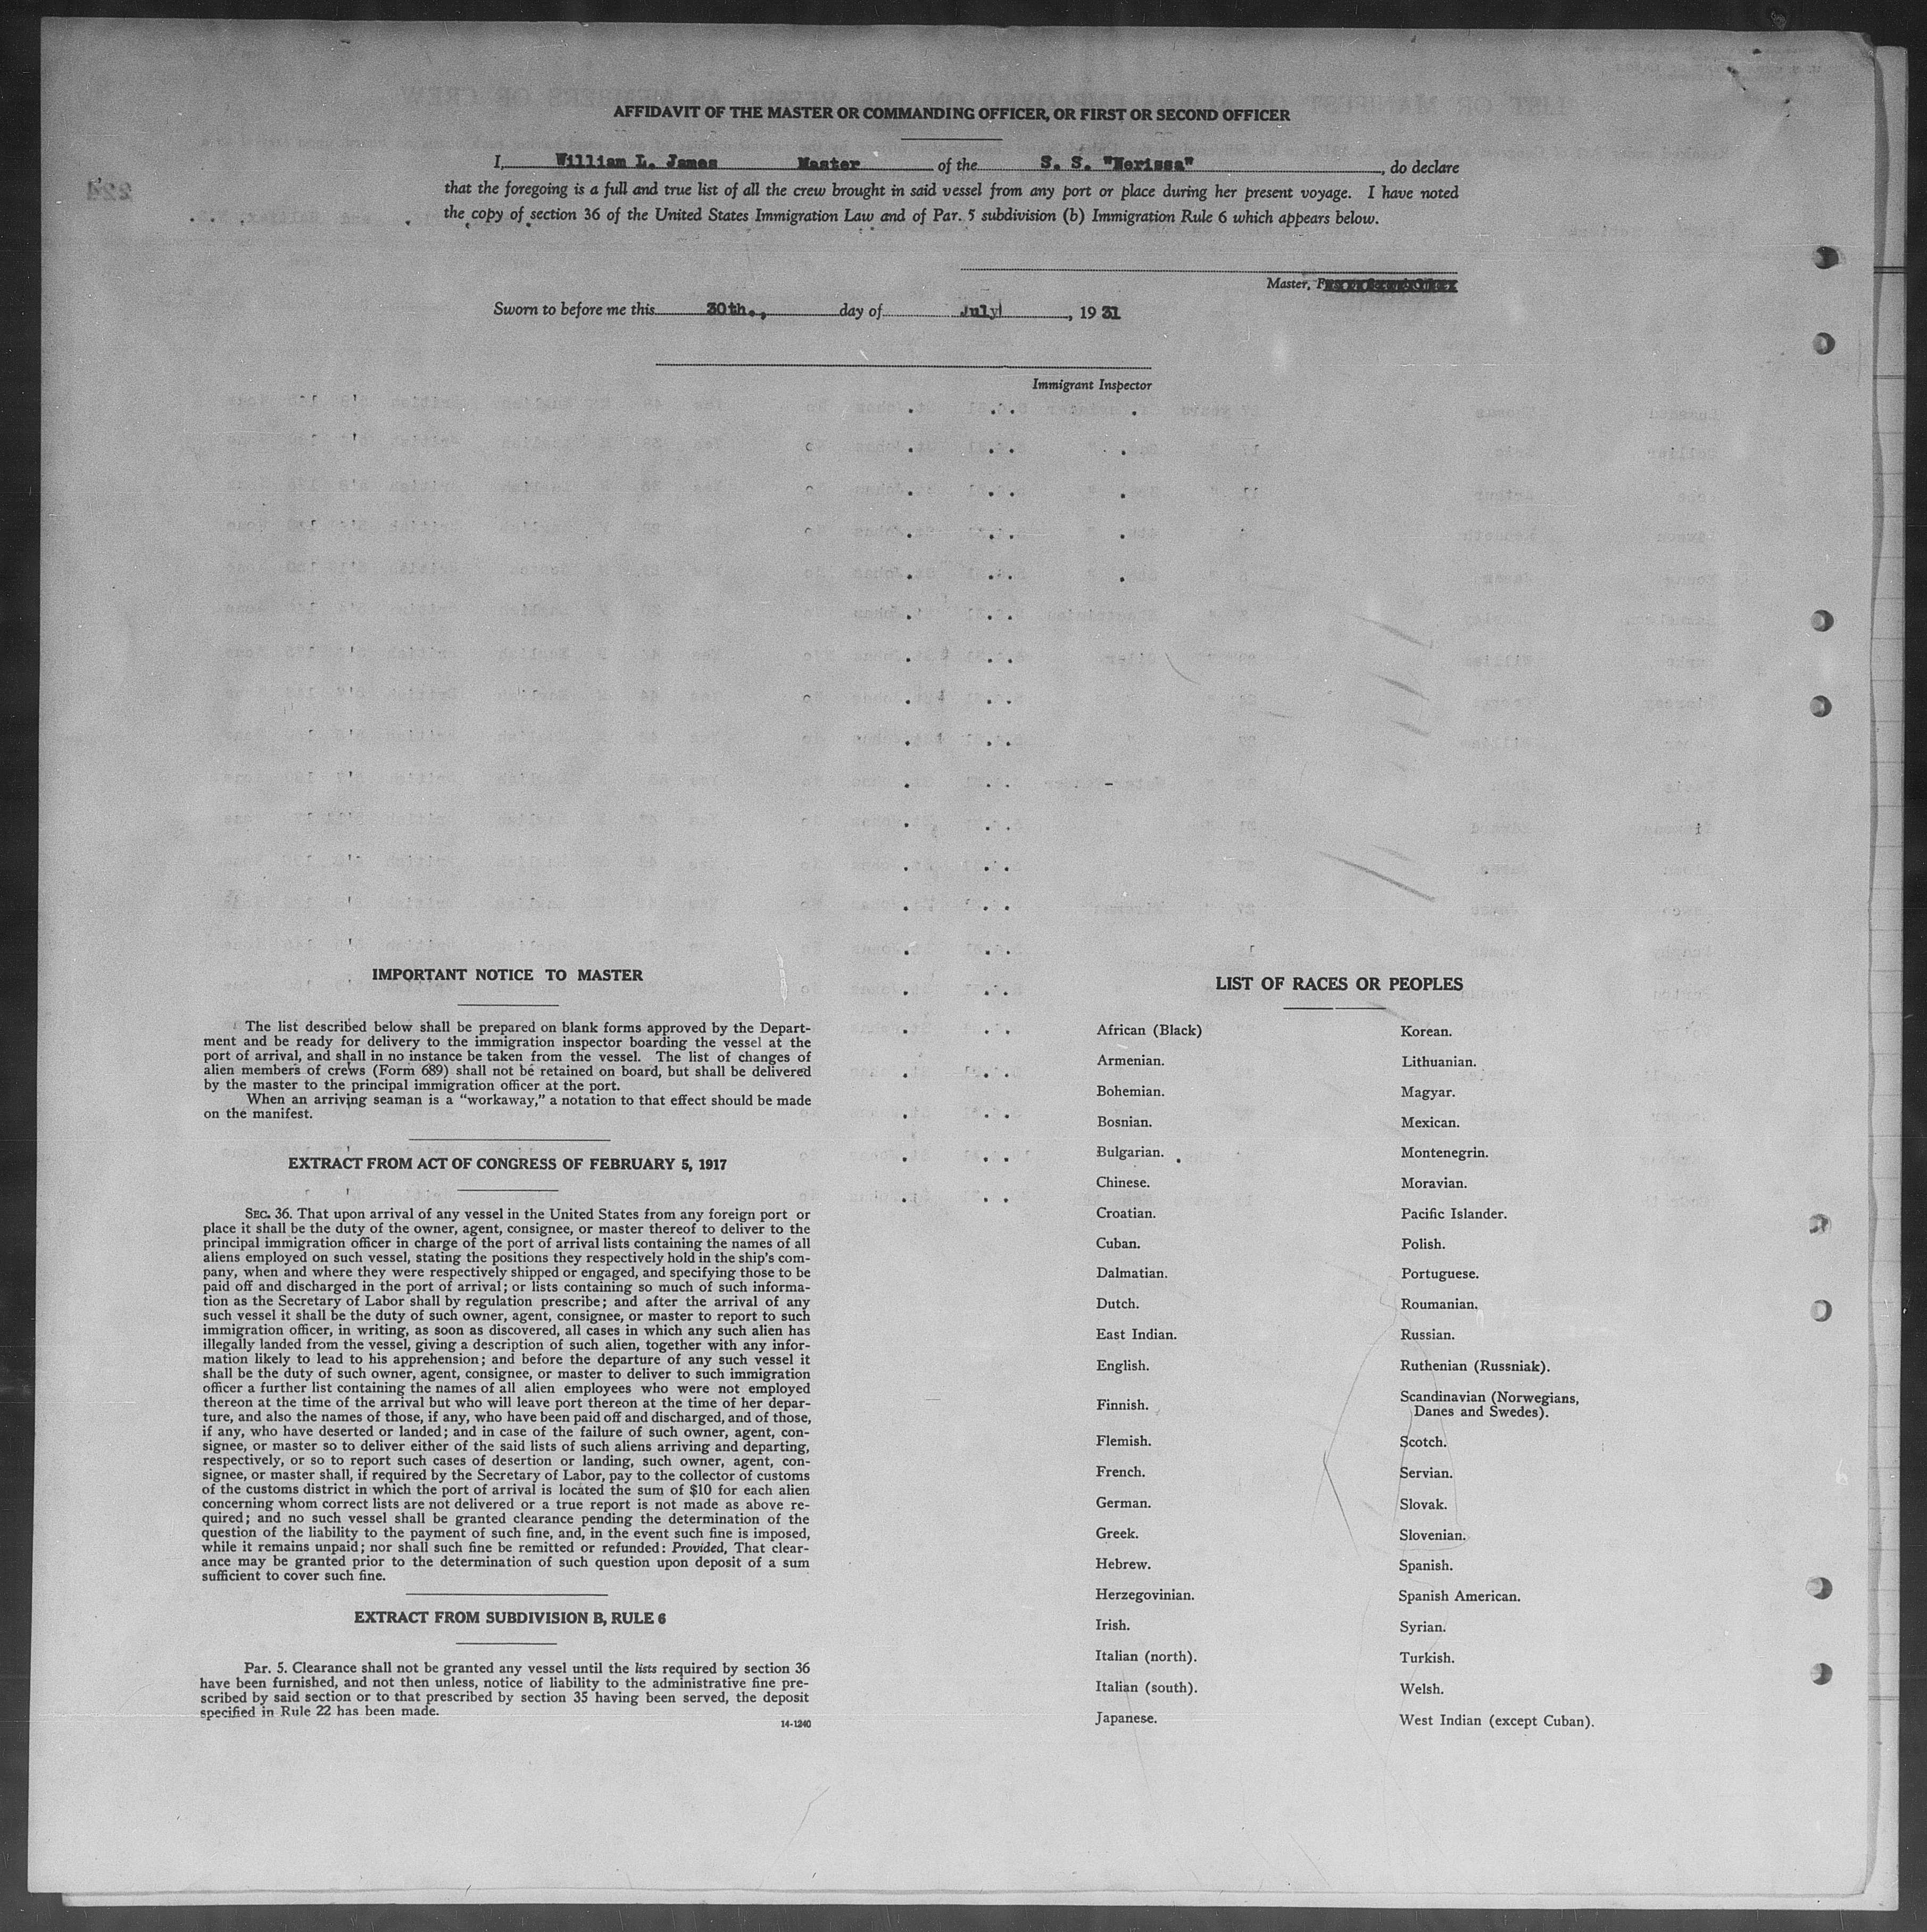 AFFIDAVIT OF THE MASTER OR COMMANDING OFFICER, OR FIRST OR SECOND OFFICER
I, William L. James Master of the S. S. "Nerissa", do declare
that the foregoing is a full and true list of all the crew brought in said vessel from any port or place during her present voyage. I have noted
the copy of section 36 of the United States Immigration Law and of Par. 5 subdivision (b) Immigration Rule 6 which appears below.
Master,
Sworn to before me this 30th., day of July, 1931
Immigrant Inspector
IMPORTANT NOTICE TO MASTER
The list described below shall be prepared on blank forms approved by the Depart-
ment and be ready for delivery to the immigration inspector boarding the vessel at the
port of arrival, and shall in no instance be taken from the vessel. The list of changes of
alien members of crews (Form 689) shall not be retained on board, but shall be delivered
by the master to the principal immigration officer at the port.
When an arriving seaman is a "workaway," a notation to that effect should be made
on the manifest.
EXTRACT FROM ACT OF CONGRESS OF FEBRUARY 5, 1917
SEC. 36. That upon arrival of any vessel in the United States from any foreign port or
place it shall be the duty of the owner, agent, consignee, or master thereof to deliver to the
principal immigration officer in charge of the port of arrival lists containing the names of all
aliens employed on such vessel, stating the positions they respectively hold in the ship's com-
pany, when and where they were respectively shipped or engaged, and specifying those to be
paid off and discharged in the port of arrival; or lists containing so much of such informa-
tion as the Secretary of Labor shall by regulation prescribe; and after the arrival of any
such vessel it shall be the duty of such owner, agent, consignee, or master to report to such
immigration officer, in writing, as soon as discovered, all cases in which any such alien has
illegally landed from the vessel, giving a description of such alien, together with any infor-
mation likely to lead to his apprehension; and before the departure of any such vessel it
shall be the duty of such owner, agent, consignee, or master to deliver to such immigration
officer a further list containing the names of all alien employees who were not employed
thereon at the time of the arrival but who will leave port thereon at the time of her depar-
ture, and also the names of those, if any, who have been paid off and discharged, and of those,
if any, who have deserted or landed; and in case of the failure of such owner, agent, con-
signee, or master so to deliver either of the said lists of such aliens arriving and departing,
respectively, or so to report such cases of desertion or landing, such owner, agent, con-
signee, or master shall, if required by the Secretary of Labor, pay to the collector of customs
of the customs district in which the port of arrival is located the sum of $10 for each alien
concerning whom correct lists are not delivered or a true report is not made as above re-
quired; and no such vessel shall be granted clearance pending the determination of the
question of the liability to the payment of such fine, and, in the event such fine is imposed,
while it remains unpaid; nor shall such fine be remitted or refunded: Provided, That clear-
ance may be granted prior to the determination of such question upon deposit of a sum
sufficient to cover such fine.
EXTRACT FROM SUBDIVISION B, RULE 6
Par. 5. Clearance shall not be granted any vessel until the lists required by section 36
have been furnished, and not then unless, notice of liability to the administrative fine pre-
scribed by said section or to that prescribed by section 35 having been served, the deposit
specified in Rule 22 has been made.
14-1240
LIST OF RACES OR PEOPLES
African (Black)
Armenian.
Bohemian.
Bosnian.
Bulgarian.
Chinese.
Croatian.
Cuban.
Dalmatian.
Dutch.
East Indian.
English.
Finnish.
Flemish.
French.
German.
Greek.
Hebrew.
Herzegovinian.
Irish.
Italian (north).
Italian (south).
Japanese.
Korean.
Lithuanian.
Magyar.
Mexican.
Montenegrin.
Moravian.
Pacific Islander.
Polish.
Portuguese.
Roumanian.
Russian.
Ruthenian (Russniak).
Scandinavian (Norwegians,
Danes and Swedes).
Scotch.
Servian.
Slovak.
Slovenian.
Spanish.
Spanish American.
Syrian.
Turkish.
Welsh.
West Indian (except Cuban).